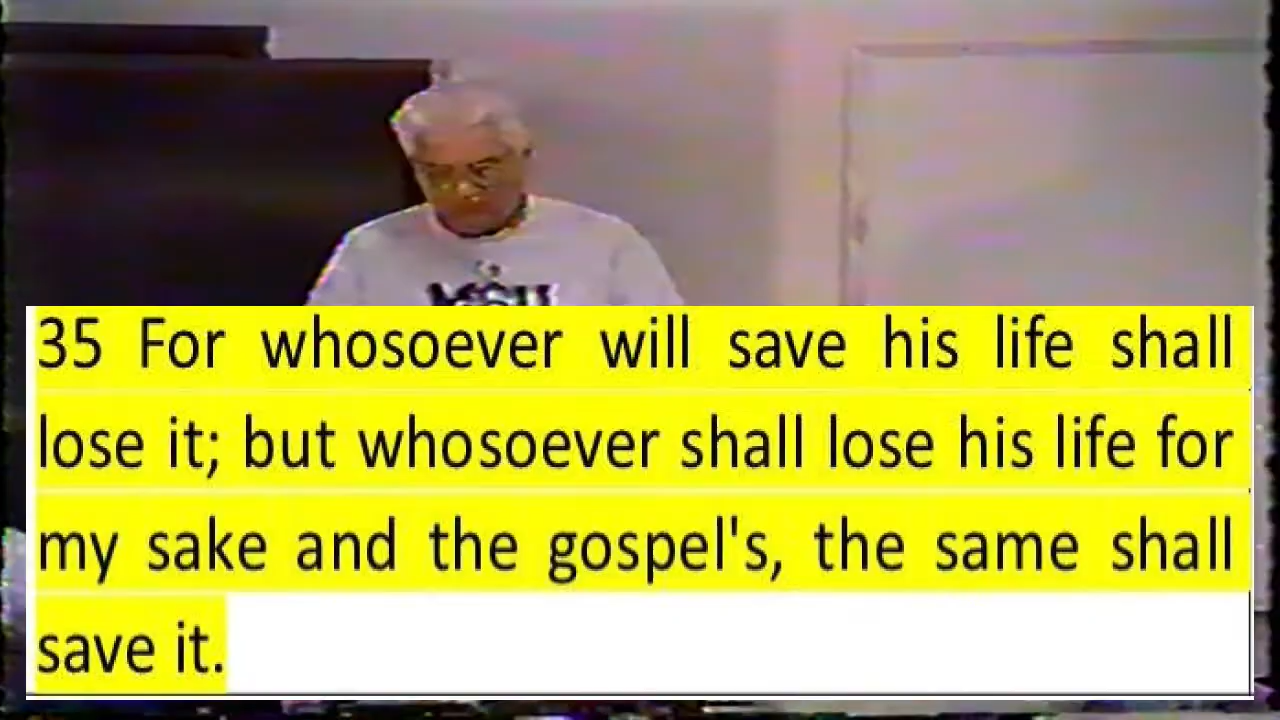 35 For whosoever will save his life shall
lose it; but whosoever shall lose his life for
my sake and the gospel's, the same shall
save it.